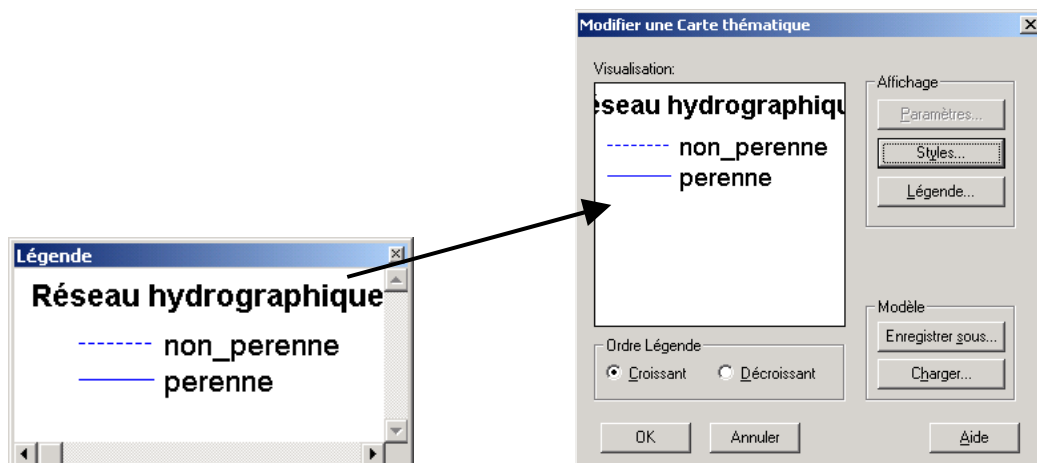 Légende
Réseau hydrographique
non_perenne
perenne
Modifier une Carte thématique
Visualisation:
éseau hydrographiqu
non_perenne
perenne
Ordre Légende
Croissant
Décroissant
OK
Annuler
Affichage
Paramètres...
Styles...
Légende...
Modèle
Enregistrer sous...
Charger...
Aide